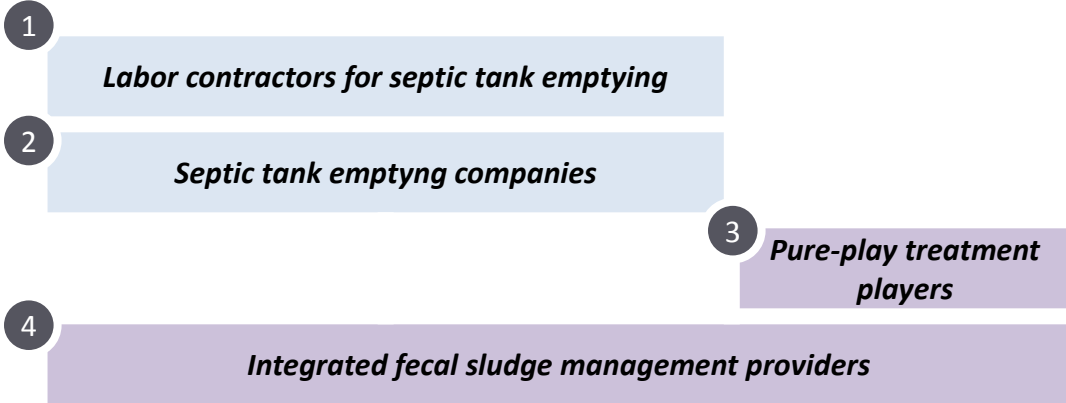 1
Labor contractors for septic tank emptying
2
Septic tank emptyng companies
3
Pure-play treatment
players
4
Integrated fecal sludge management providers